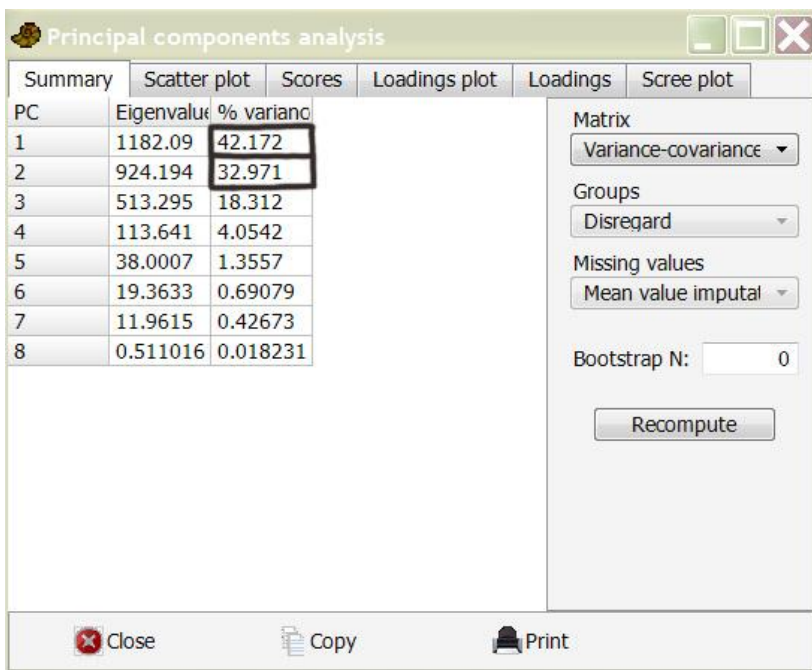 Principal components analysis
Summary Scatter plot Scores Loadings plot Loadings Scree plot
PC Eigenvalue % varianc
1 1182.09 42.172
2 924.194 32.971
3 513.295 18.312
4 113.641 4.0542
5 38.0007 1.3557
6 19.3633 0.69079
7 11.9615 0.42673
8 0.511016 0.018231
Matrix
Variance-covariance
Groups
Disregard
Missing values
Mean value imputat
Bootstrap N: 0
Recompute
Close Copy Print